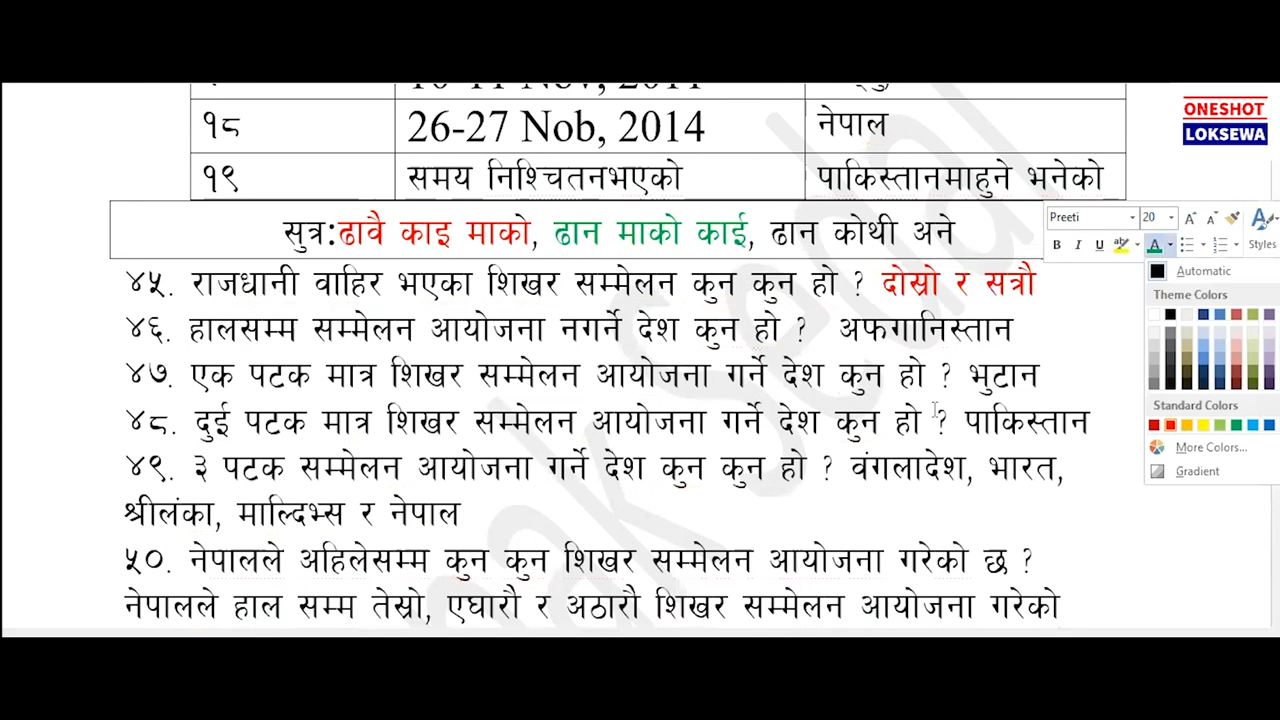 १८ 26-27 Nob, 2014 नेपाल
१९ समय निश्चितनभएको पाकिस्तानमाहुने भनेको
सुत्र:ढावै काइ माको, ढान माको काई, ढान कोथी अने
४५. राजधानी वाहिर भएका शिखर सम्मेलन कुन कुन हो ? दोस्रो र सत्रौ
४६. हालसम्म सम्मेलन आयोजना नगर्ने देश कुन हो ? अफगानिस्तान
४७. एक पटक मात्र शिखर सम्मेलन आयोजना गर्ने देश कुन हो ? भुटान
४८. दुई पटक मात्र शिखर सम्मेलन आयोजना गर्ने देश कुन हो ? पाकिस्तान
४९. ३ पटक सम्मेलन आयोजना गर्ने देश कुन कुन हो ? वंगलादेश, भारत,
श्रीलंका, माल्दिभ्स र नेपाल
५०. नेपालले अहिलेसम्म कुन कुन शिखर सम्मेलन आयोजना गरेको छ ?
नेपालले हाल सम्म तेस्रो, एघारौ र अठारौ शिखर सम्मेलन आयोजना गरेको
ONESHOT
LOKSEWA
Preeti 20
B I U ab A Styles
Automatic
Theme Colors
Standard Colors
More Colors...
Gradient